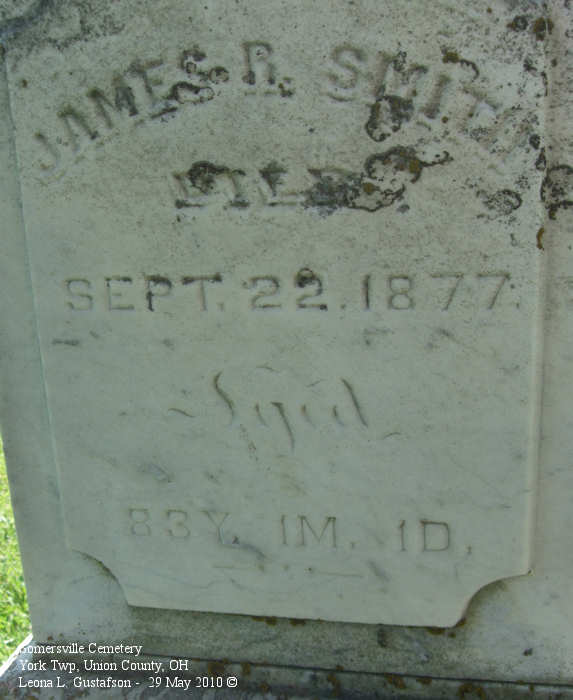 JAMES R. SMITH
DIED
SEPT. 22. 1877.
Aged
83Y. 1M. 1D.
Somersville Cemetery
York Twp, Union County, OH
Leona L. Gustafson - 29 May 2010 ©